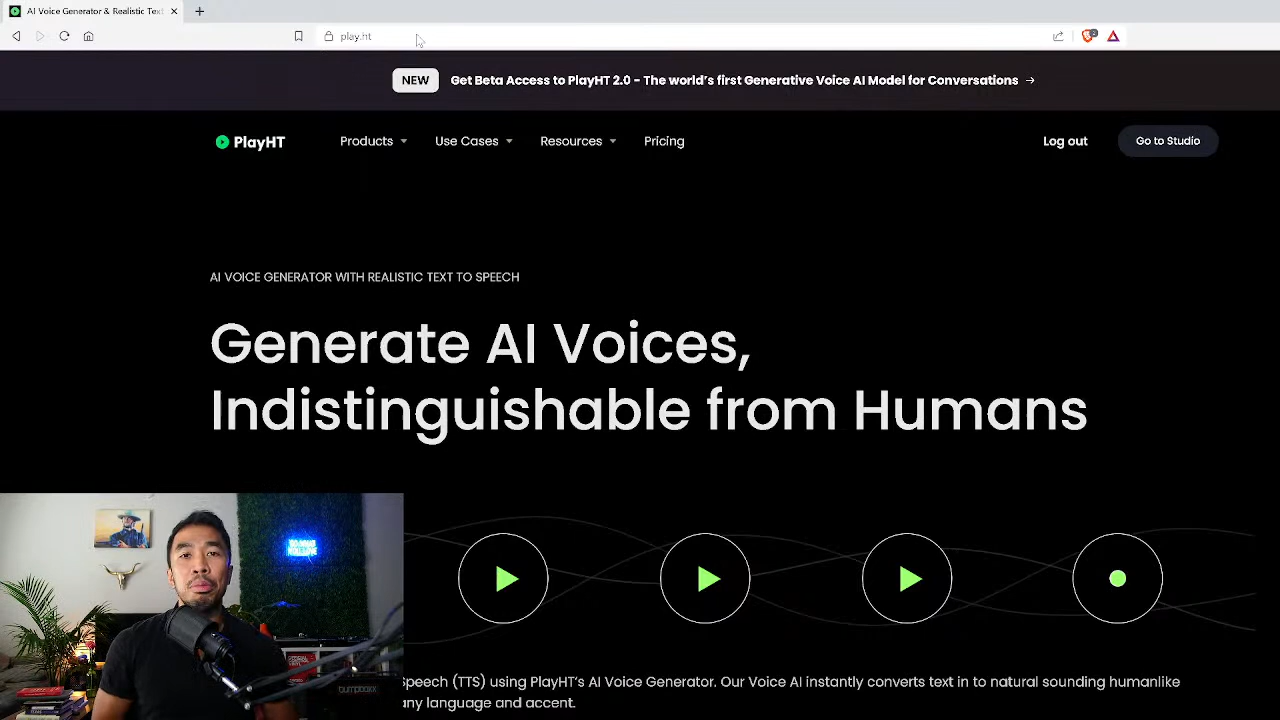 AI Voice Generator & Realistic Text
play.ht
NEW Get Beta Access to PlayHT 2.0 - The world's first Generative Voice AI Model for Conversations →
PlayHT Products Use Cases Resources Pricing Log out Go to Studio
AI VOICE GENERATOR WITH REALISTIC TEXT TO SPEECH
Generate AI Voices,
Indistinguishable from Humans
speech (TTS) using PlayHT's AI Voice Generator. Our Voice AI instantly converts text in to natural sounding humanlike
any language and accent.